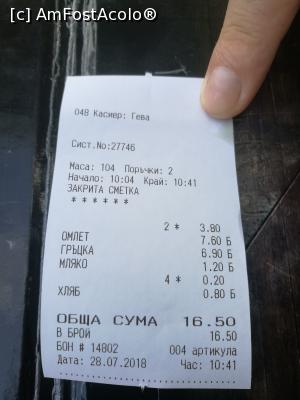 (c) AmFostAcolo®
048 Касиер: Гева
Сист.No:27746
Маса: 104 Поръчки: 2
Начало: 10:04 Край: 10:41
ЗАКРИТА СМЕТКА
* * * * * *
2 * 3.80
ОМЛЕТ 7.60 Б
ГРЪЦКА 6.90 Б
МЛЯКО 1.20 Б
4 * 0.20
ХЛЯБ 0.80 Б
ОБЩА СУМА 16.50
В БРОЙ 16.50
БОН # 14802 004 артикула
Дата: 28.07.2018 Час: 10:41